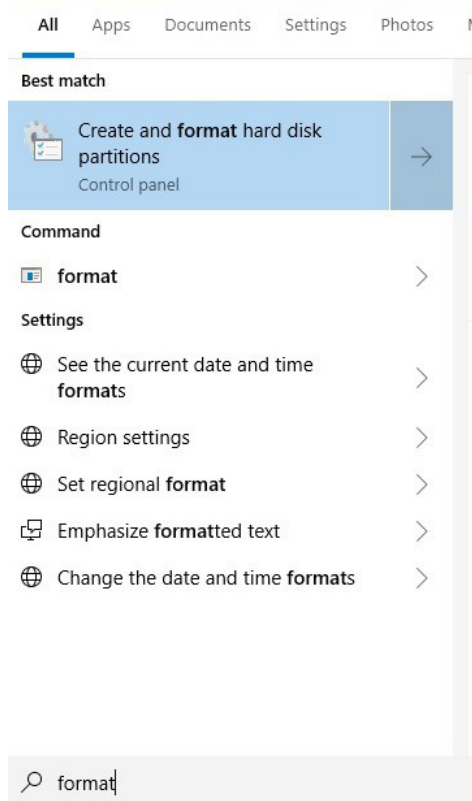 All Apps Documents Settings Photos
Best match
Create and format hard disk
partitions
Control panel
Command
format
Settings
See the current date and time
formats
Region settings
Set regional format
Emphasize formatted text
Change the date and time formats
format